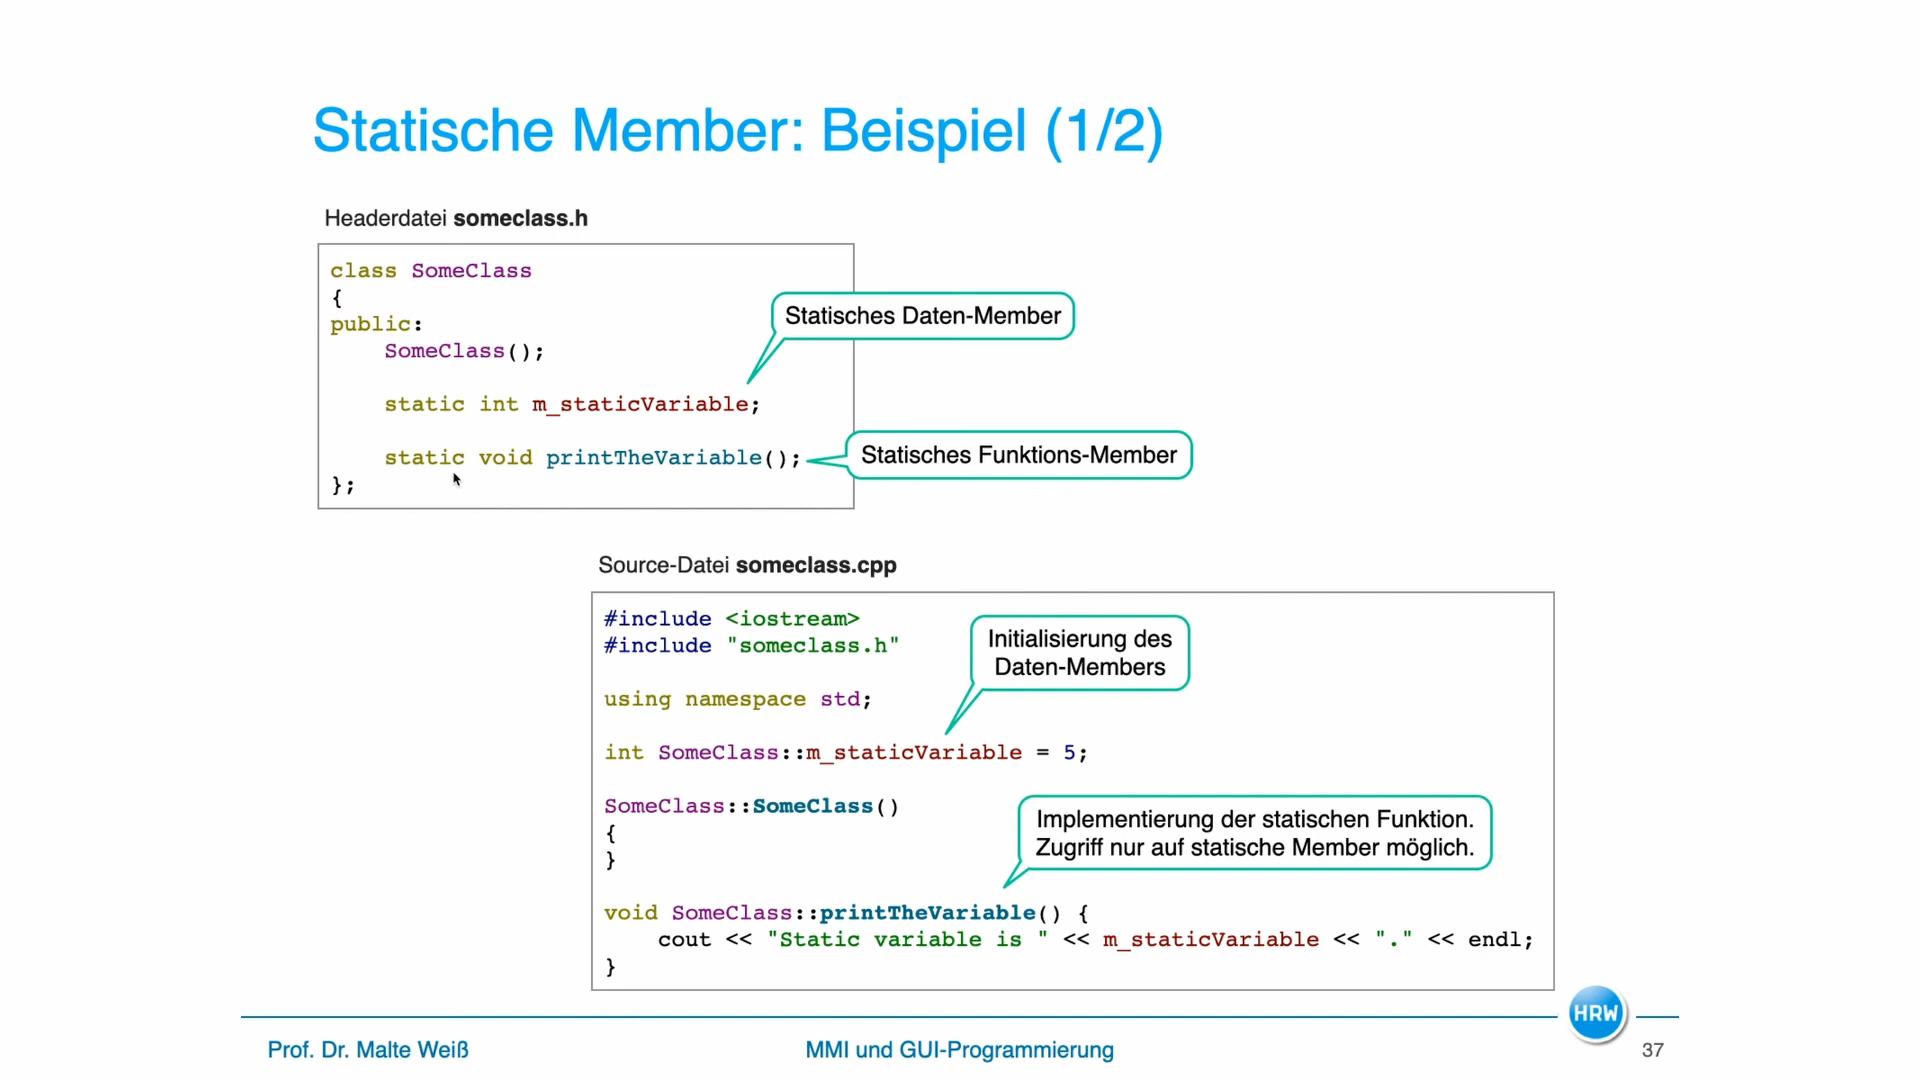 Statische Member: Beispiel (1/2)
Headerdatei someclass.h
class SomeClass
{
public:
    SomeClass();
Statisches Daten-Member
    static int m_staticVariable;
    static void printTheVariable();
Statisches Funktions-Member
};
Source-Datei someclass.cpp
#include <iostream>
#include "someclass.h"
Initialisierung des
Daten-Members
using namespace std;
int SomeClass::m_staticVariable = 5;
SomeClass::SomeClass()
{
}
Implementierung der statischen Funktion.
Zugriff nur auf statische Member möglich.
void SomeClass::printTheVariable() {
    cout << "Static variable is " << m_staticVariable << "." << endl;
}
HRW
Prof. Dr. Malte Weiß
MMI und GUI-Programmierung
37